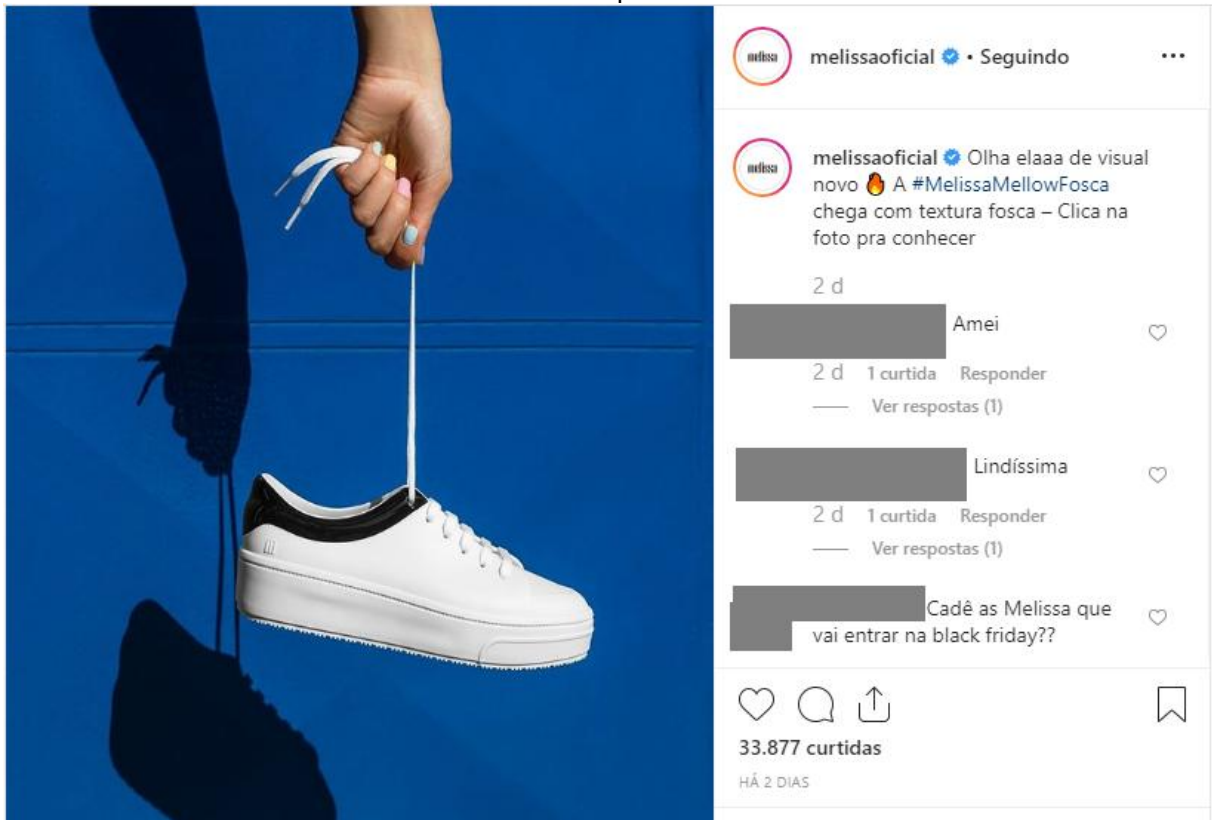 melissa
melissaoficial • Seguindo
melissa
melissaoficial Olha elaaa de visual
novo 🔥 A #MelissaMellowFosca
chega com textura fosca – Clica na
foto pra conhecer
2 d
Amei
2 d 1 curtida Responder
Ver respostas (1)
Lindíssima
2 d 1 curtida Responder
Ver respostas (1)
Cadê as Melissa que
vai entrar na black friday??
33.877 curtidas
HÁ 2 DIAS